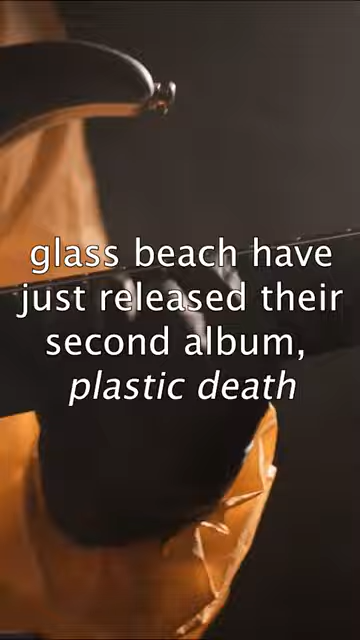 glass beach have
just released their
second album,
plastic death